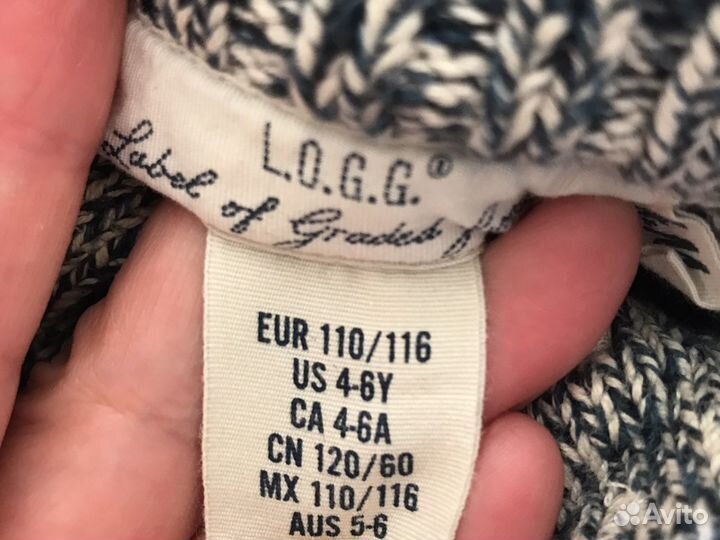 L.O.G.G.®
Label of Graded
EUR 110/116
US 4-6Y
CA 4-6A
CN 120/60
MX 110/116
AUS 5-6
Avito